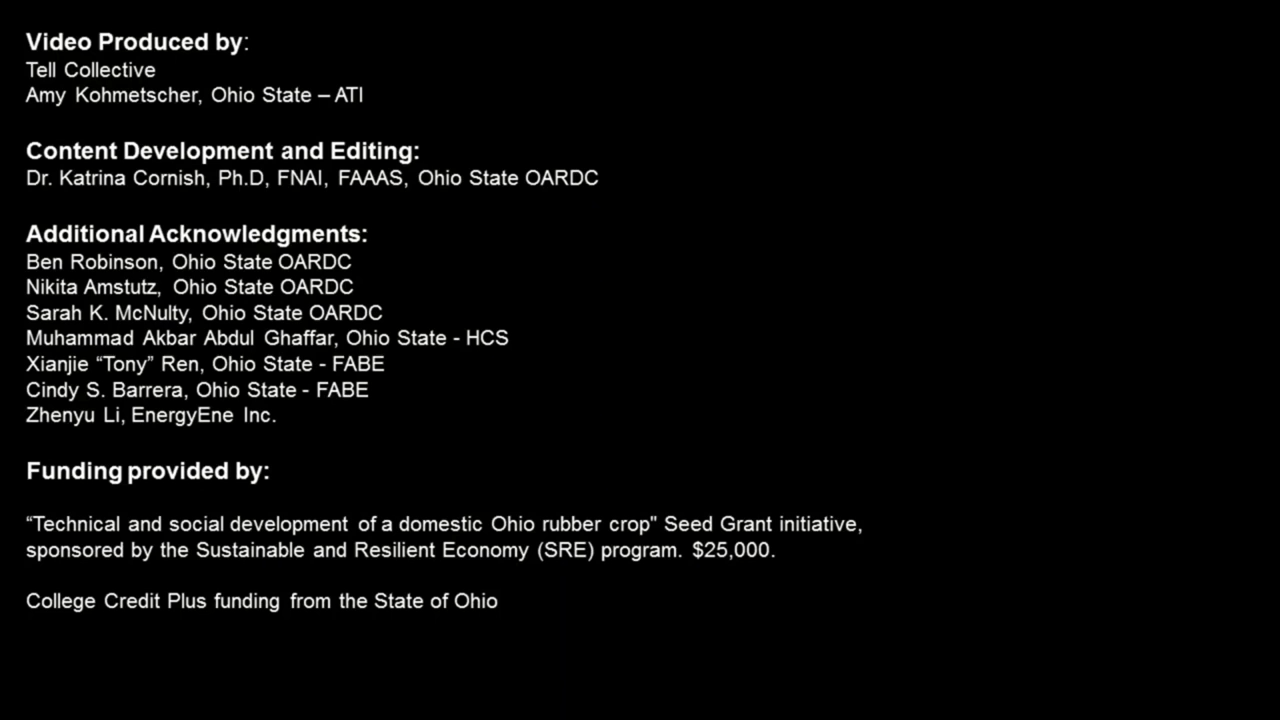 Video Produced by:
Tell Collective
Amy Kohmetscher, Ohio State – ATI
Content Development and Editing:
Dr. Katrina Cornish, Ph.D, FNAI, FAAAS, Ohio State OARDC
Additional Acknowledgments:
Ben Robinson, Ohio State OARDC
Nikita Amstutz, Ohio State OARDC
Sarah K. McNulty, Ohio State OARDC
Muhammad Akbar Abdul Ghaffar, Ohio State - HCS
Xianjie “Tony” Ren, Ohio State - FABE
Cindy S. Barrera, Ohio State - FABE
Zhenyu Li, EnergyEne Inc.
Funding provided by:
“Technical and social development of a domestic Ohio rubber crop" Seed Grant initiative,
sponsored by the Sustainable and Resilient Economy (SRE) program. $25,000.
College Credit Plus funding from the State of Ohio